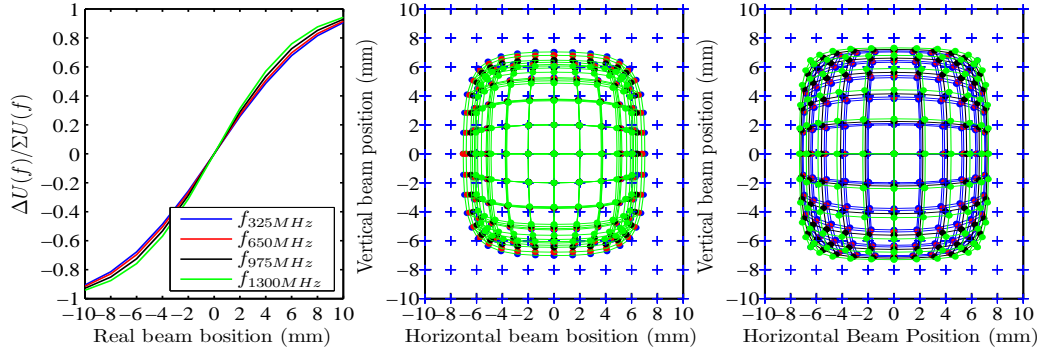 ΔU(f)/ΣU(f)
1
0.8
0.6
0.4
0.2
0
−0.2
−0.4
−0.6
−0.8
−1
−10 −8 −6 −4 −2 0 2 4 6 8 10
Real beam bosition (mm)
f325MHz
f650MHz
f975MHz
f1300MHz
Vertical beam position (mm)
10
8
6
4
2
0
−2
−4
−6
−8
−10
−10 −8 −6 −4 −2 0 2 4 6 8 10
Horizontal beam bosition (mm)
Vertical beam position (mm)
10
8
6
4
2
0
−2
−4
−6
−8
−10
−10 −8 −6 −4 −2 0 2 4 6 8 10
Horizontal Beam Position (mm)